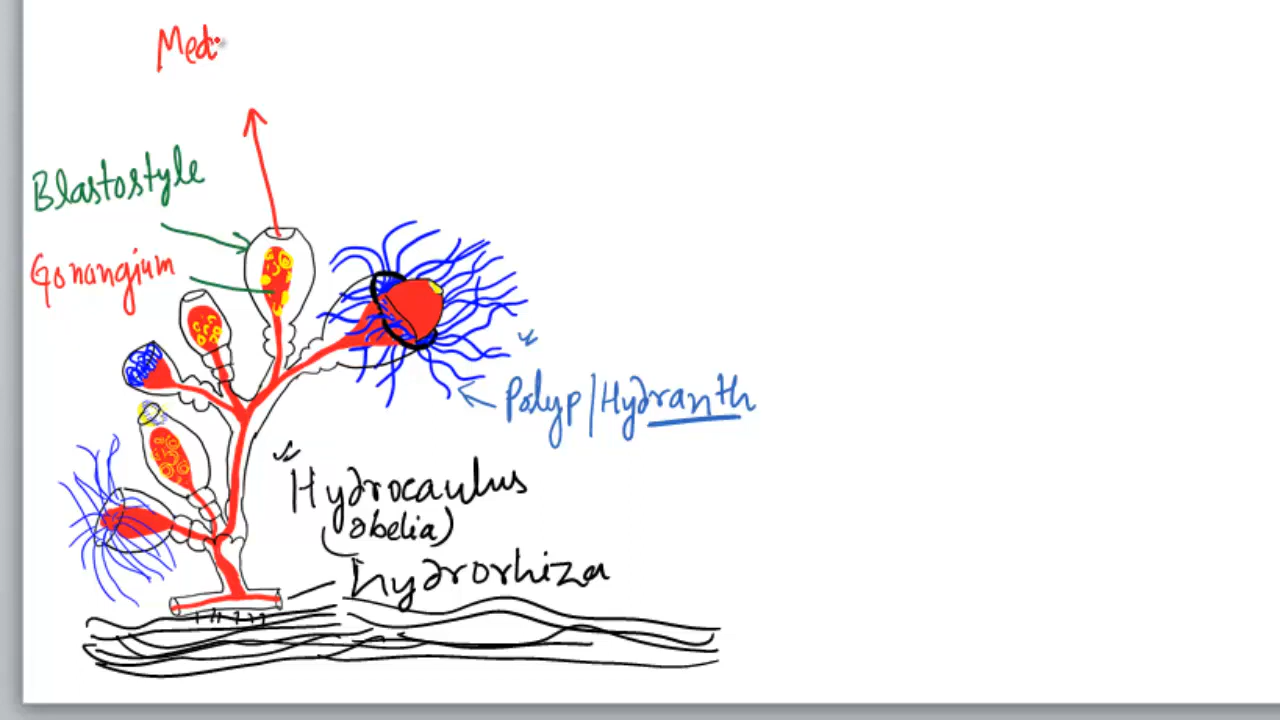 Med
Blastostyle
Gonangium
Polyp/Hydranth
Hydrocaulus
(obelia)
hydrorhiza